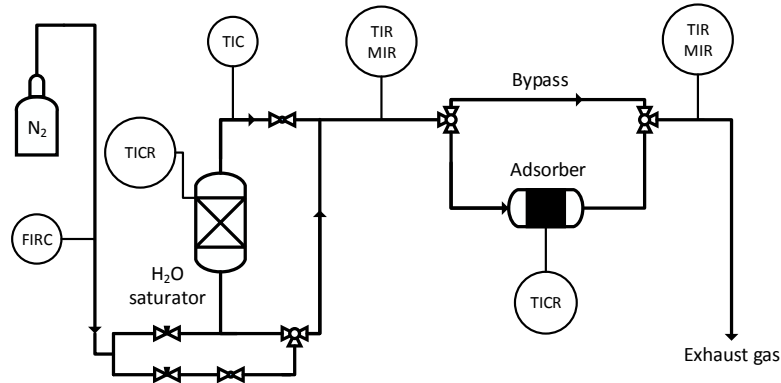 TIC
TIR
MIR
TIR
MIR
N₂
Bypass
TICR
Adsorber
FIRC
H₂O
saturator
TICR
Exhaust gas